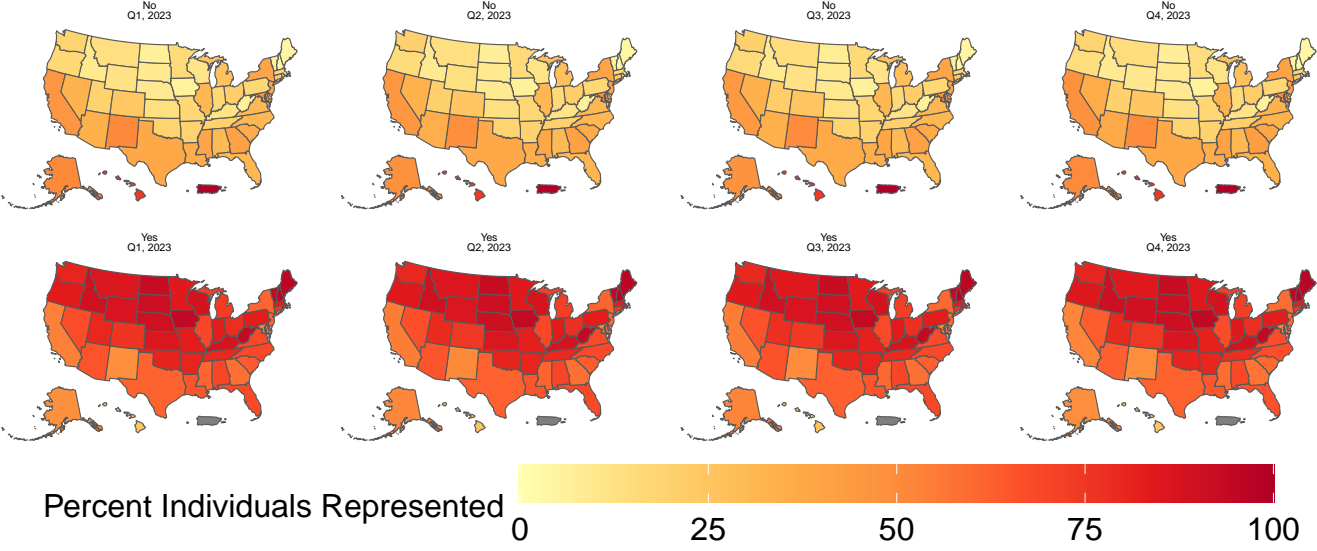 No
Q1, 2023
No
Q2, 2023
No
Q3, 2023
No
Q4, 2023
Yes
Q1, 2023
Yes
Q2, 2023
Yes
Q3, 2023
Yes
Q4, 2023
Percent Individuals Represented
0 25 50 75 100